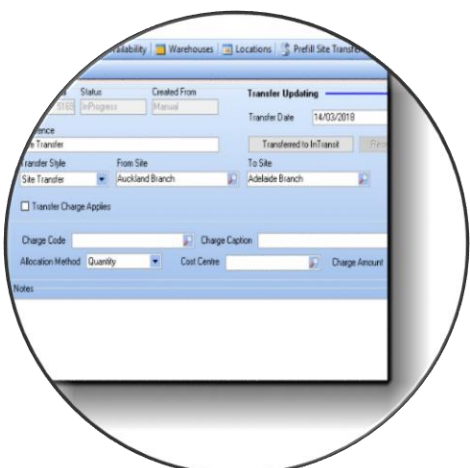 Warehouses Locations Prefill Site Transfer
Status Created From Transfer Updating
5169 InProgress Manual Transfer Date 14/03/2018
Transfer Transferred to InTransit
Transfer Style From Site To Site
Site Transfer Auckland Branch Adelaide Branch
Transfer Charge Applies
Charge Code Charge Caption
Allocation Method Quantity Cost Centre Charge Amount
Notes